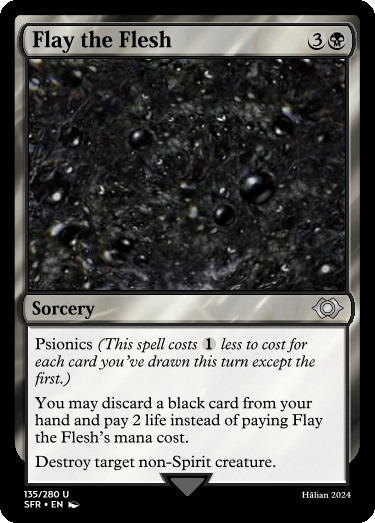 Flay the Flesh 3
Sorcery
Psionics (This spell costs 1 less to cost for
each card you've drawn this turn except the
first.)
You may discard a black card from your
hand and pay 2 life instead of paying Flay
the Flesh's mana cost.
Destroy target non-Spirit creature.
135/280 U
SFR • EN
Hâlian 2024